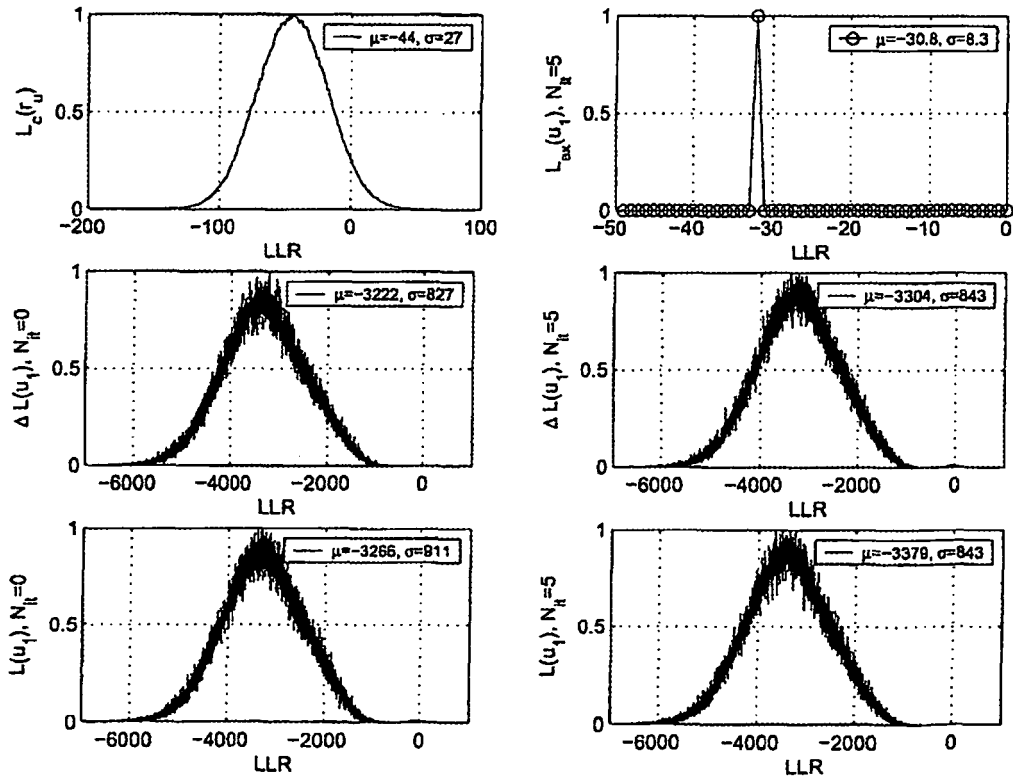 L_c(r_u)
1
0.5
0
μ=-44, σ=27
-200 -100 0 100
LLR
L_ax(u_1), N_it=5
1
0.5
0
μ=-30.8, σ=8.3
-50 -40 -31 -20 -10 0
LLR
Δ L(u_1), N_it=0
1
0.5
0
μ=-3222, σ=827
-6000 -4000 -2000 0
LLR
Δ L(u_1), N_it=5
1
0.5
0
μ=-3304, σ=843
-6000 -4000 -2000 0
LLR
L(u_1), N_it=0
1
0.5
0
μ=-3266, σ=911
-6000 -4000 -2000 0
LLR
L(u_1), N_it=5
1
0.5
0
μ=-3379, σ=843
-6000 -4000 -2000 0
LLR